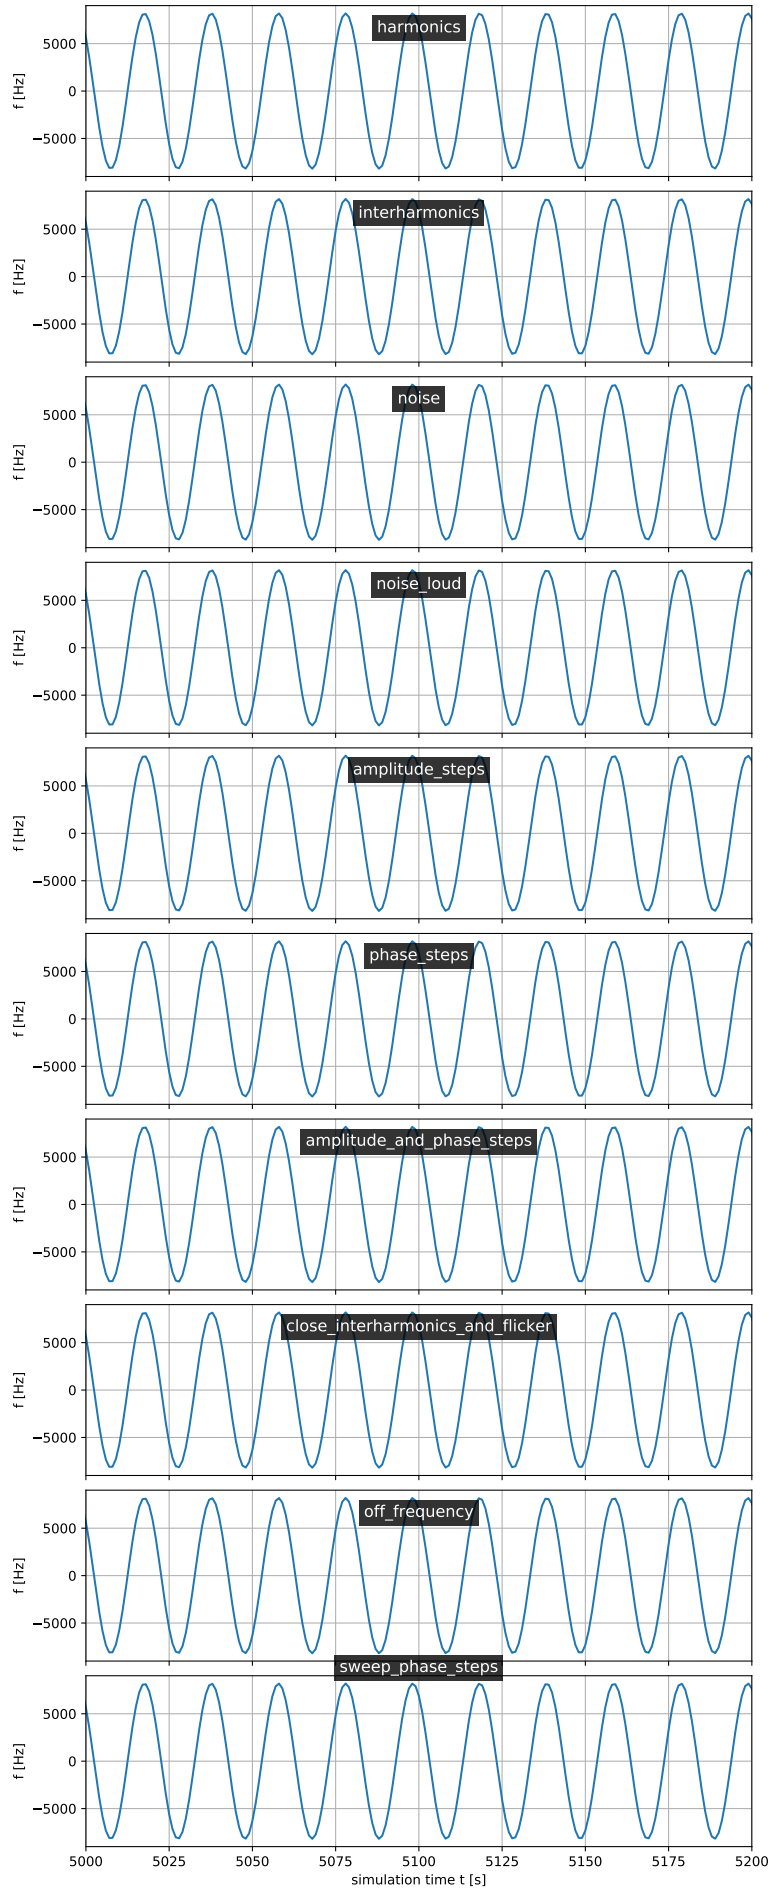 harmonics
5000
0
−5000
f [Hz]
interharmonics
5000
0
−5000
f [Hz]
noise
5000
0
−5000
f [Hz]
noise_loud
5000
0
−5000
f [Hz]
amplitude_steps
5000
0
−5000
f [Hz]
phase_steps
5000
0
−5000
f [Hz]
amplitude_and_phase_steps
5000
0
−5000
f [Hz]
close_interharmonics_and_flicker
5000
0
−5000
f [Hz]
off_frequency
5000
0
−5000
f [Hz]
sweep_phase_steps
5000
0
−5000
f [Hz]
5000 5025 5050 5075 5100 5125 5150 5175 5200
simulation time t [s]